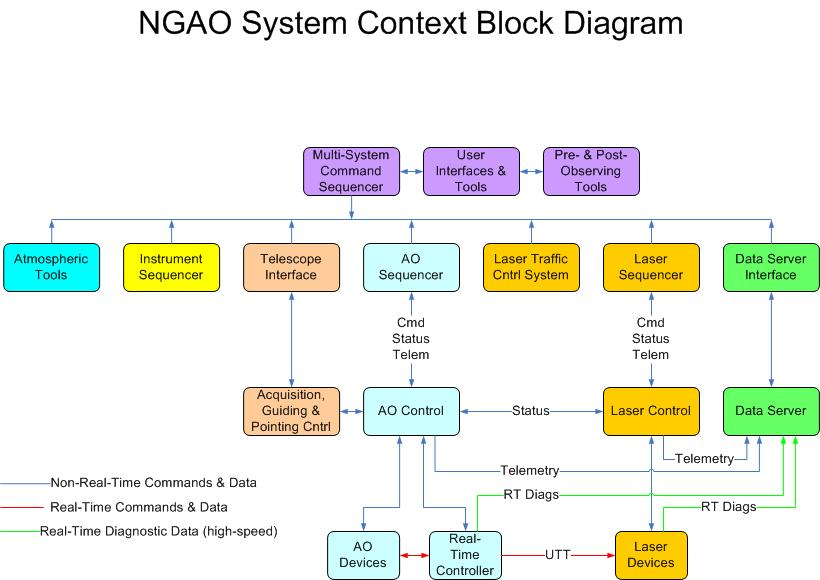 NGAO System Context Block Diagram
Multi-System
Command
Sequencer
User
Interfaces &
Tools
Pre- & Post-
Observing
Tools
Atmospheric
Tools
Instrument
Sequencer
Telescope
Interface
AO
Sequencer
Laser Traffic
Cntrl System
Laser
Sequencer
Data Server
Interface
Cmd
Status
Telem
Cmd
Status
Telem
Acquisition,
Guiding &
Pointing Cntrl
AO Control
Status
Laser Control
Data Server
Telemetry
Telemetry
Non-Real-Time Commands & Data
RT Diags
Real-Time Commands & Data
RT Diags
Real-Time Diagnostic Data (high-speed)
AO
Devices
Real-
Time
Controller
UTT
Laser
Devices